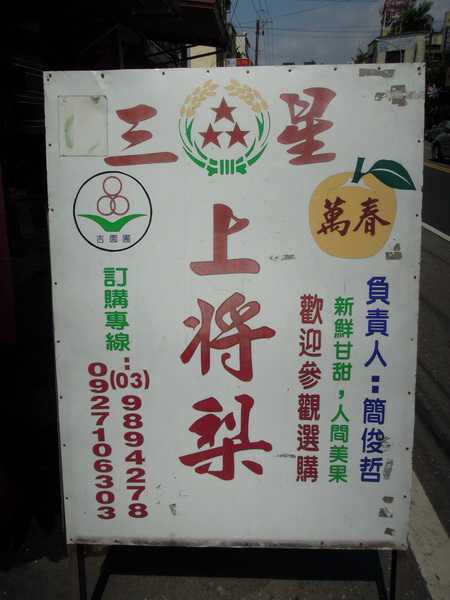 三 星
萬春
吉園圃
上將梨
負責人：簡俊哲
新鮮甘甜，人間美果
歡迎參觀選購
訂購專線：
(03)9894278
0927106303